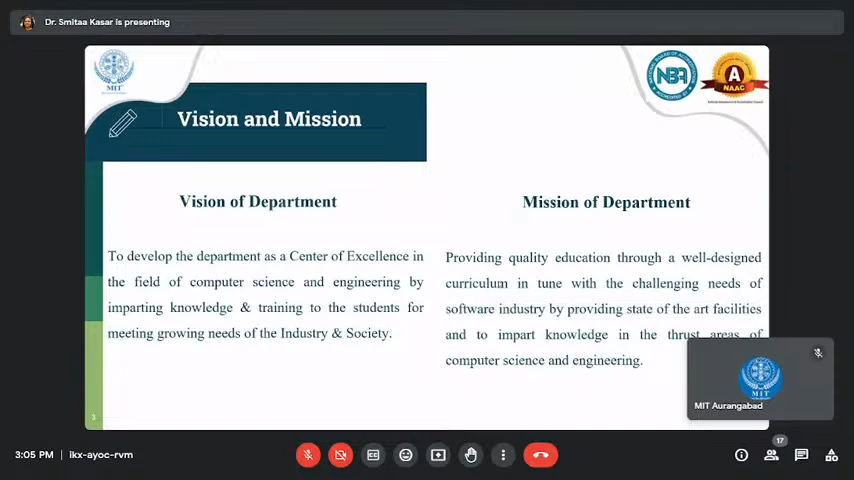 Dr. Smitaa Kasar is presenting
MIT
NBA
A
NAAC
Vision and Mission
Vision of Department
To develop the department as a Center of Excellence in
the field of computer science and engineering by
imparting knowledge & training to the students for
meeting growing needs of the Industry & Society.
Mission of Department
Providing quality education through a well-designed
curriculum in tune with the challenging needs of
software industry by providing state of the art facilities
and to impart knowledge in the thrust areas of
computer science and engineering.
MIT
MIT Aurangabad
3:05 PM | ikx-ayoc-rvm
17